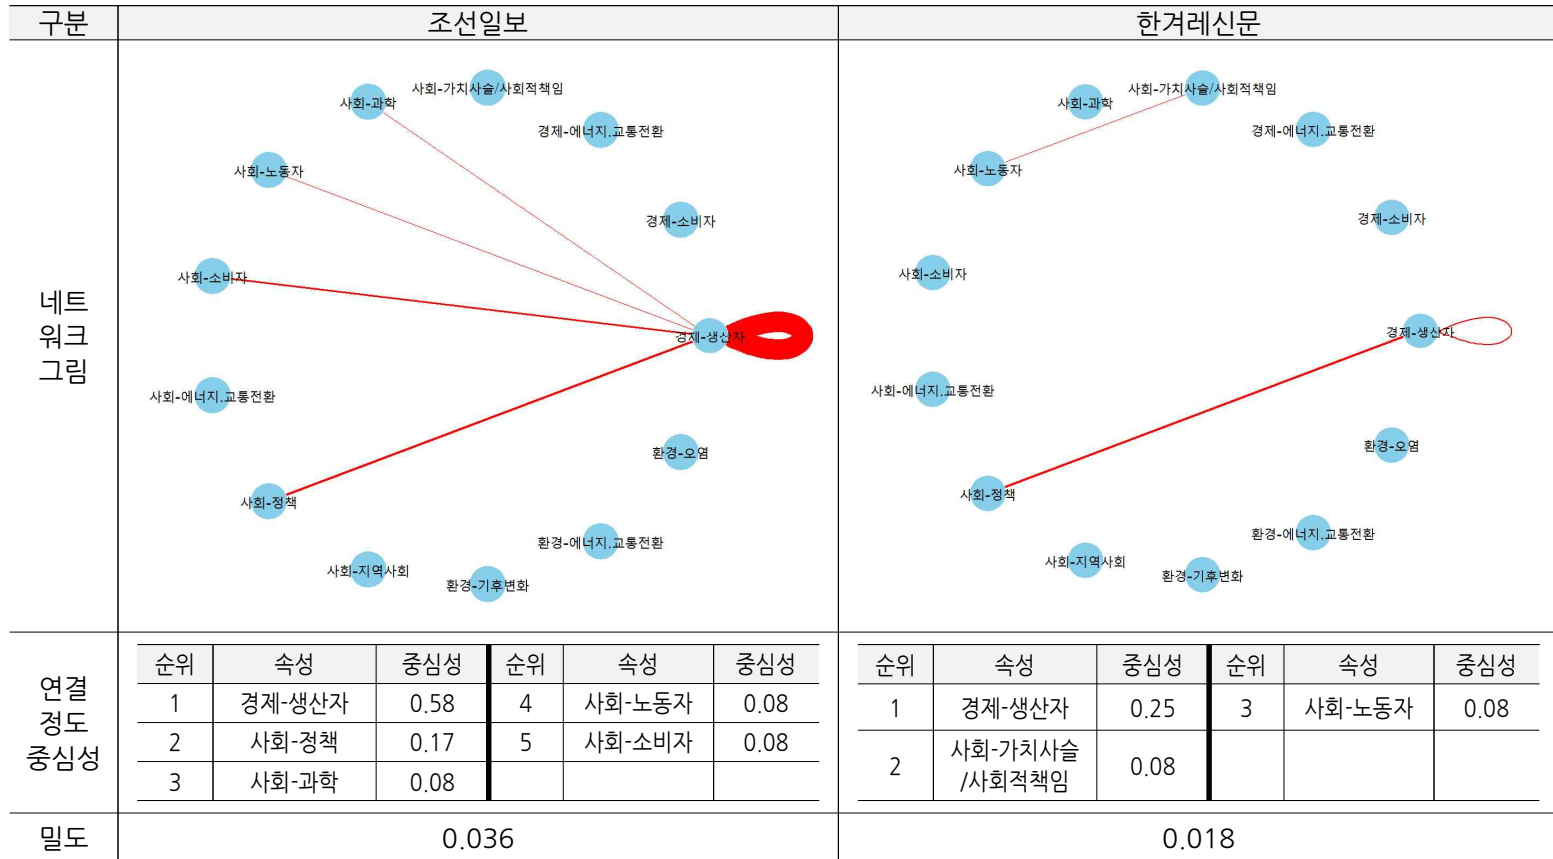 구분 조선일보 한겨레신문
네트
워크
그림
사회-가치사슬/사회적책임
사회-과학
경제-에너지.교통전환
사회-노동자
경제-소비자
사회-소비자
경제-생산자
사회-에너지.교통전환
환경-오염
사회-정책
환경-에너지.교통전환
사회-지역사회
환경-기후변화
사회-가치사슬/사회적책임
사회-과학
경제-에너지.교통전환
사회-노동자
경제-소비자
사회-소비자
경제-생산자
사회-에너지.교통전환
환경-오염
사회-정책
환경-에너지.교통전환
사회-지역사회
환경-기후변화
연결
정도
중심성
순위 속성 중심성 순위 속성 중심성
1 경제-생산자 0.58 4 사회-노동자 0.08
2 사회-정책 0.17 5 사회-소비자 0.08
3 사회-과학 0.08
순위 속성 중심성 순위 속성 중심성
1 경제-생산자 0.25 3 사회-노동자 0.08
2 사회-가치사슬
/사회적책임 0.08
밀도 0.036 0.018